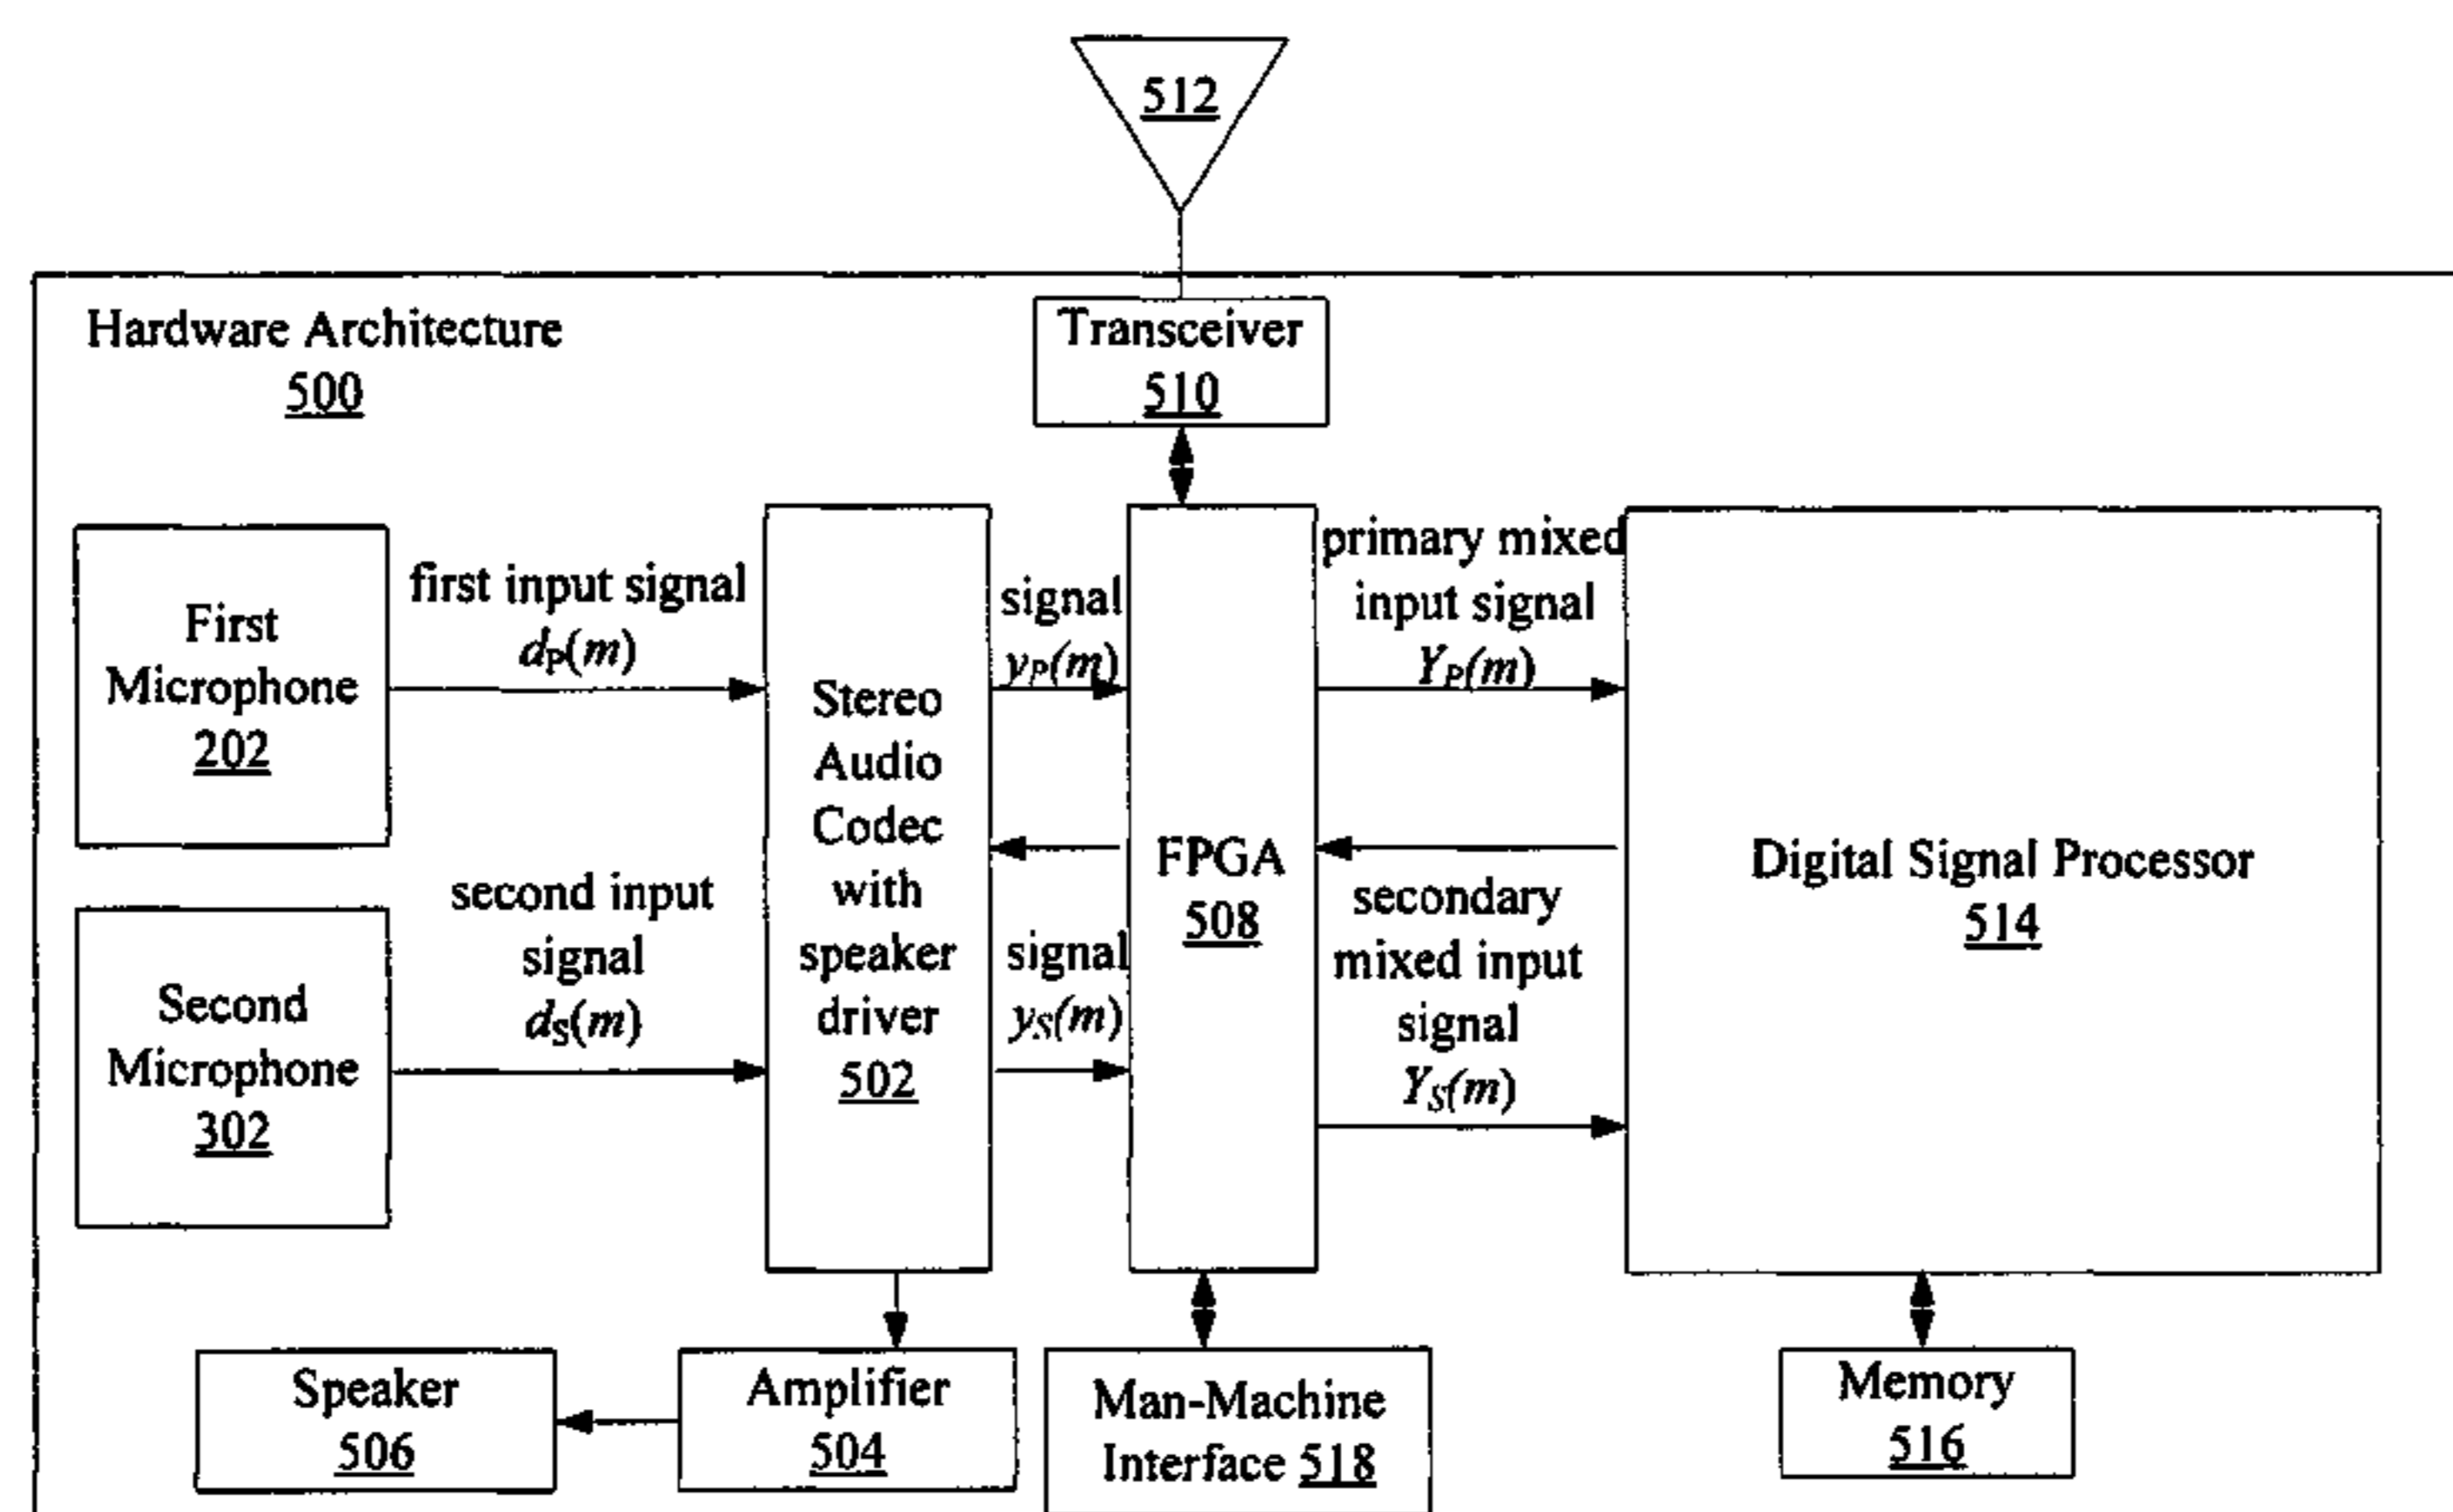 512
Hardware Architecture
500
Transceiver
510
First
Microphone
202
first input signal
dP(m)
Stereo
Audio
Codec
with
speaker
driver
502
signal
yP(m)
FPGA
508
primary mixed
input signal
YP(m)
Digital Signal Processor
514
Second
Microphone
302
second input
signal
dS(m)
signal
yS(m)
secondary
mixed input
signal
YS(m)
Speaker
506
Amplifier
504
Man-Machine
Interface 518
Memory
516